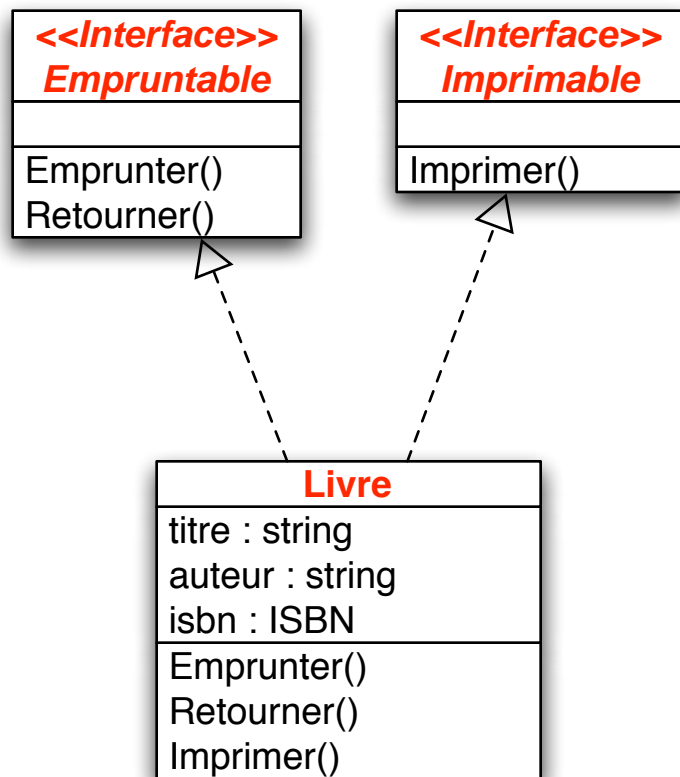 <<Interface>>
Empruntable
Emprunter()
Retourner()
<<Interface>>
Imprimable
Imprimer()
Livre
titre : string
auteur : string
isbn : ISBN
Emprunter()
Retourner()
Imprimer()